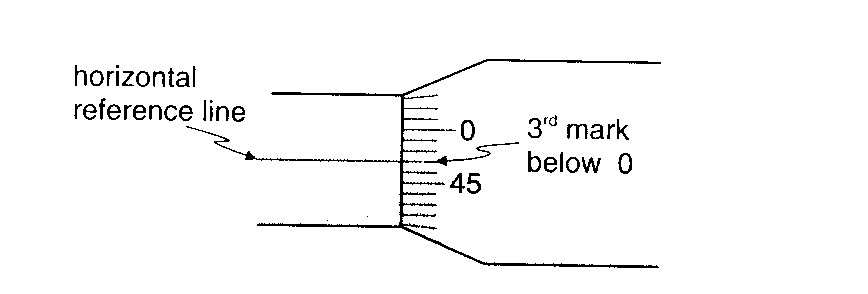 horizontal
reference line
0
3rd mark
below 0
45